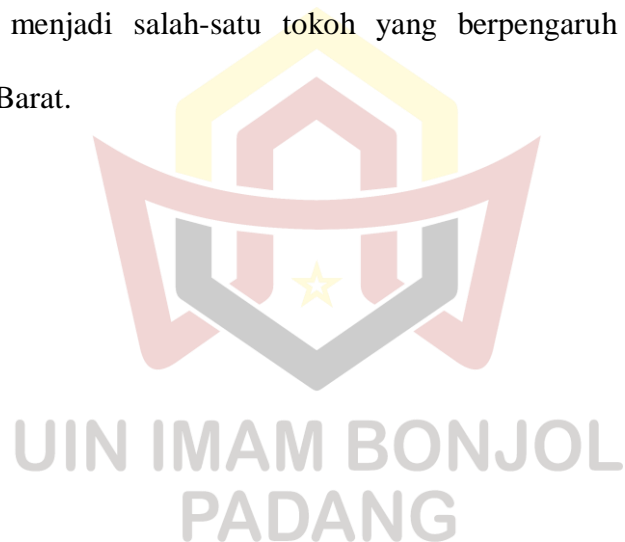 menjadi salah-satu tokoh yang berpengaruh
Barat.
UIN IMAM BONJOL
PADANG